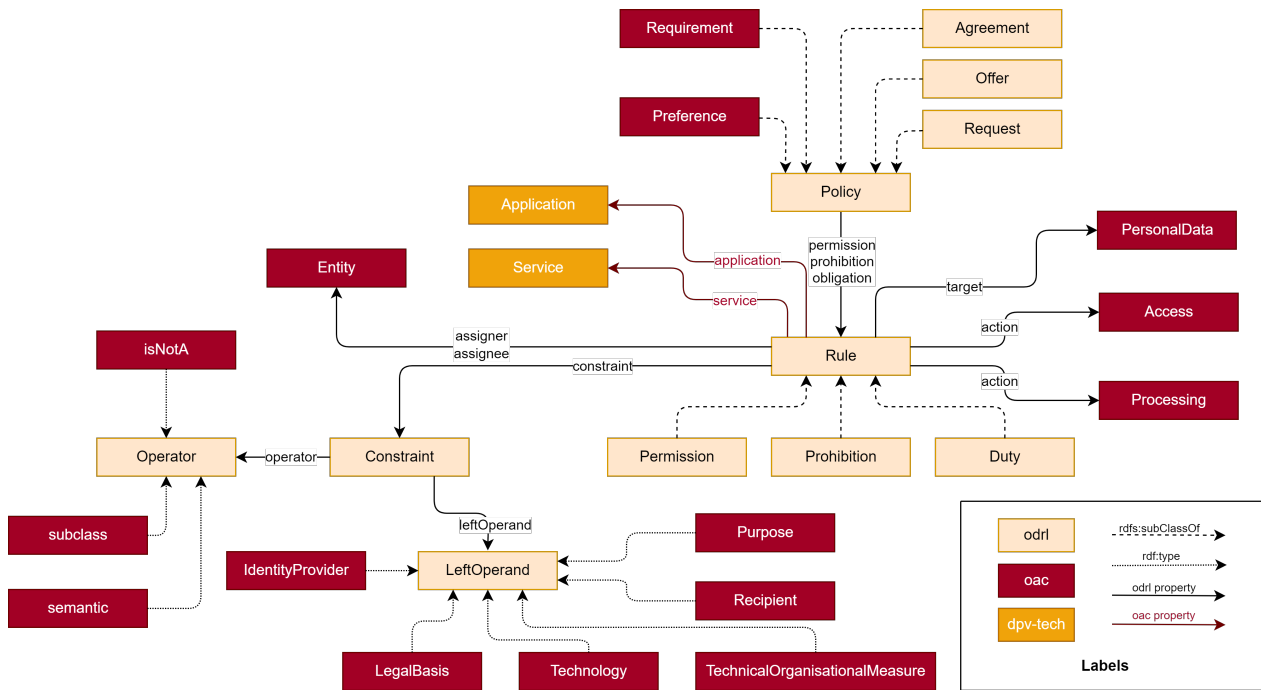 Requirement
Agreement
Offer
Preference
Request
Policy
Application
permission
prohibition
obligation
PersonalData
application
Entity
Service
target
service
Access
action
assigner
assignee
isNotA
Rule
constraint
action
Processing
Operator
operator
Constraint
Permission
Prohibition
Duty
leftOperand
subclass
Purpose
IdentityProvider
LeftOperand
semantic
Recipient
LegalBasis
Technology
TechnicalOrganisationalMeasure
odrl
rdfs:subClassOf
rdf:type
oac
odrl property
dpv-tech
oac property
Labels